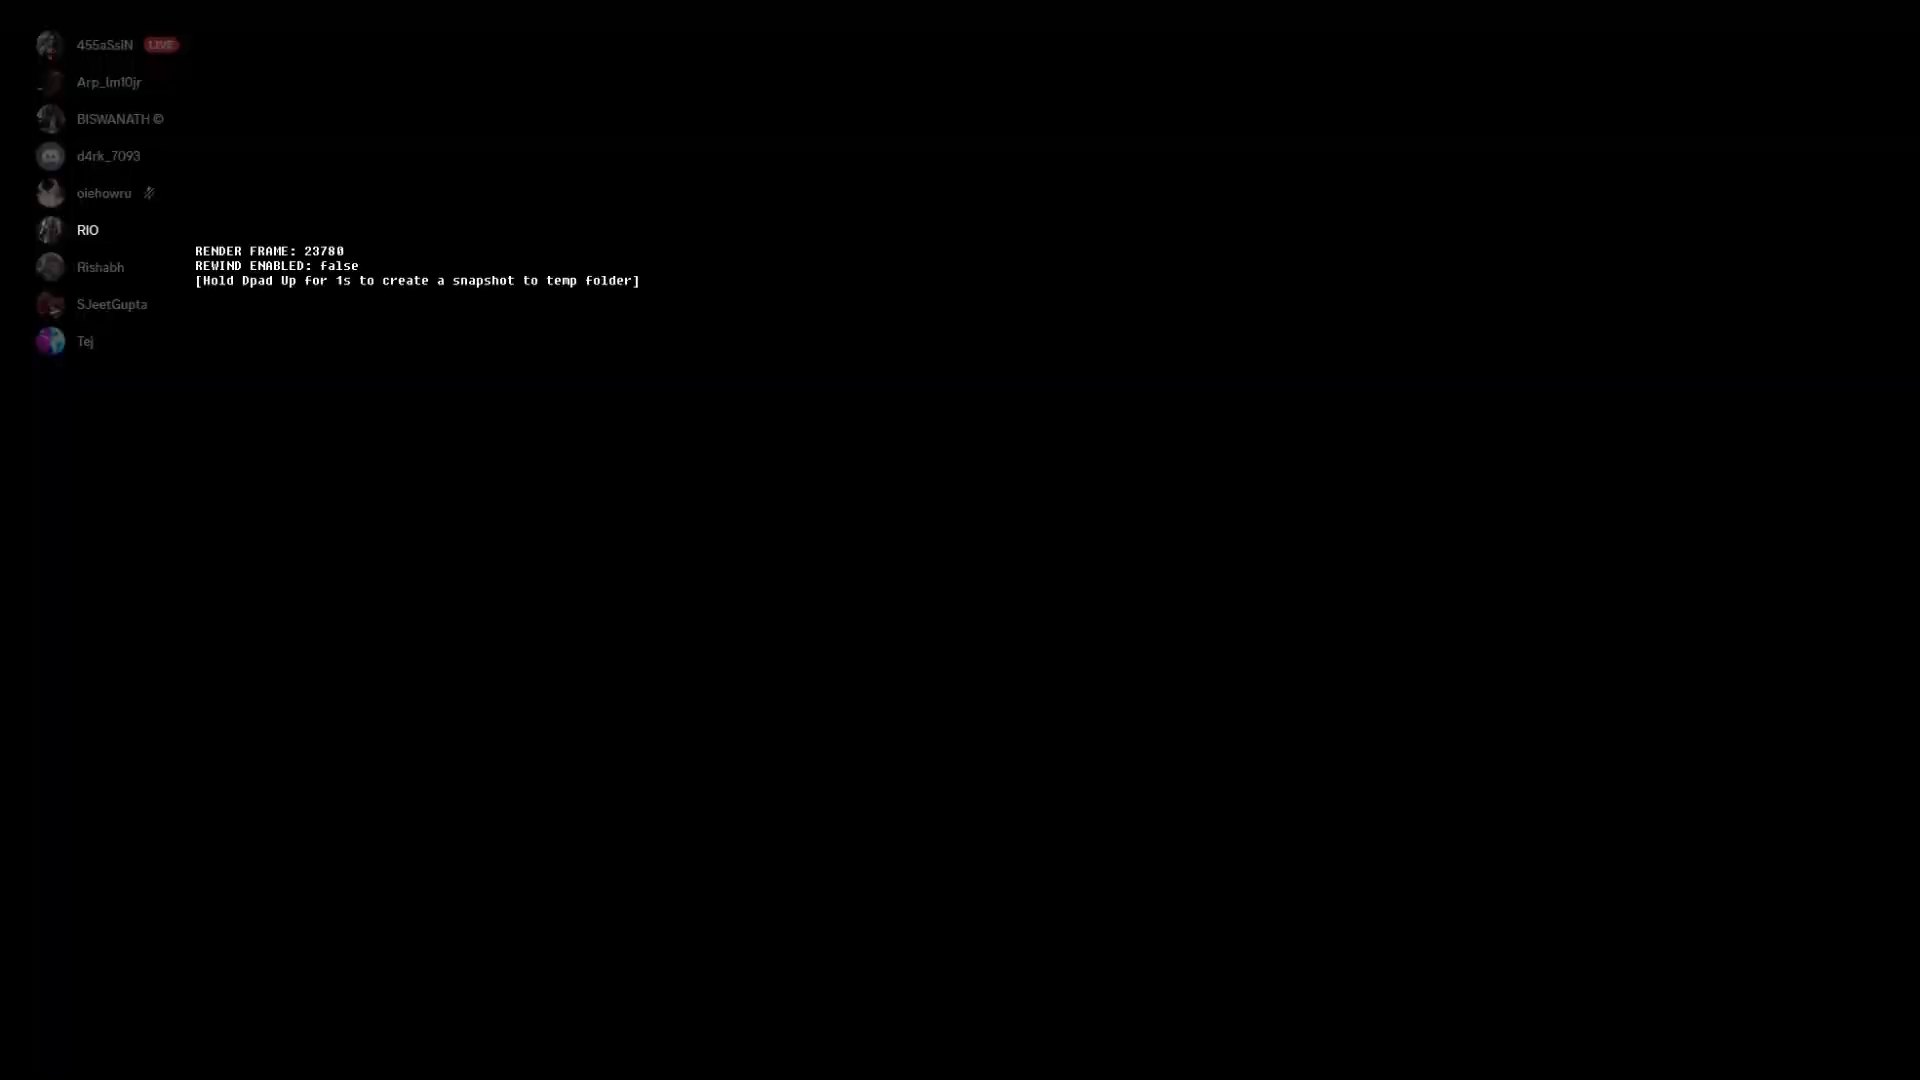 455aSsiN LIVE
Arp_lm10jr
BISWANATH ©
d4rk_7093
oiehowru
RIO
RENDER FRAME: 23780
REWIND ENABLED: false
Rishabh
[Hold Dpad Up for 1s to create a snapshot to temp folder]
SJeetGupta
Tej